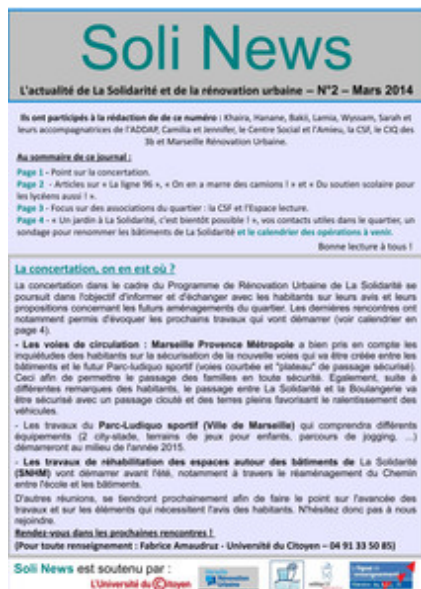 Soli News
L'actualité de La Solidarité et de la rénovation urbaine – N°2 – Mars 2014
Ils ont participés à la rédaction de de ce numéro : Khaira, Hanane, Bakii, Lamia, Wyssam, Sarah et
leurs accompagnatrices de l'ADDAP, Camilia et Jennifer, le Centre Social et l'Amieu, la CSF, le CIQ des
3b et Marseille Rénovation Urbaine.
Au sommaire de ce journal :
Page 1 - Point sur la concertation.
Page 2 - Articles sur « La ligne 96 », « On en a marre des camions ! » et « Du soutien scolaire pour
les lycéens aussi ! ».
Page 3 - Focus sur des associations du quartier : la CSF et l'Espace lecture.
Page 4 - « Un jardin à la Solidarité, c'est bientôt possible ! », vos contacts utiles dans le quartier, un
sondage pour renommer les bâtiments de La Solidarité et le calendrier des opérations à venir.
Bonne lecture à tous !
La concertation, on en est où ?
La concertation dans le cadre du Programme de Rénovation Urbaine de La Solidarité se
poursuit dans l'objectif d'informer et d'échanger avec les habitants sur leurs avis et leurs
propositions concernant les futurs aménagements du quartier. Les dernières rencontres ont
notamment permis d'évoquer les prochains travaux qui vont démarrer (voir calendrier en
page 4).
- Les voies de circulation : Marseille Provence Métropole a bien pris en compte les
inquiétudes des habitants sur la sécurisation de la nouvelle voies qui va être créée entre les
bâtiments et le futur Parc-ludiquo sportif (voies courbées et "plateau" de passage sécurisé).
Ceci afin de permettre le passage des familles en toute sécurité. Egalement, suite à
différentes remarques des habitants, le passage entre La Solidarité et la Boulangerie va
être sécurisé avec un passage clouté et des terres pleins favorisant le ralentissement des
véhicules.
- Les travaux du Parc-Ludiquo sportif (Ville de Marseille) qui comprendra différents
équipements (2 city-stade, terrains de jeux pour enfants, parcours de jogging, ...)
démarreront au milieu de l'année 2015.
- Les travaux de réhabilitation des espaces autour des bâtiments de La Solidarité
(SNHM) vont démarrer avant l'été, notamment à travers le réaménagement du Chemin
entre l'école et les bâtiments.
D'autres réunions, se tiendront prochainement afin de faire le point sur l'avancée des
travaux et sur les éléments qui nécessitent l'avis des habitants. N'hésitez donc pas à nous
rejoindre.
Rendez-vous dans les prochaines rencontres !
(Pour toute renseignement : Fabrice Amaudruz - Université du Citoyen – 04 91 33 50 85)
Soli News est soutenu par :
L'Université du Citoyen
Rénovation
Urbaine